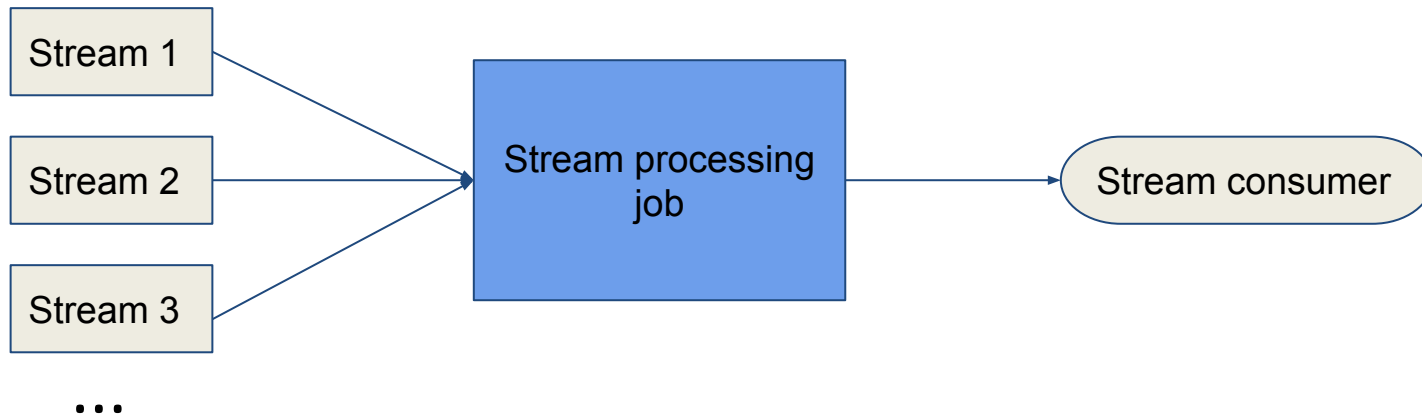 Stream 1
Stream 2
Stream 3
...
Stream processing
job
Stream consumer